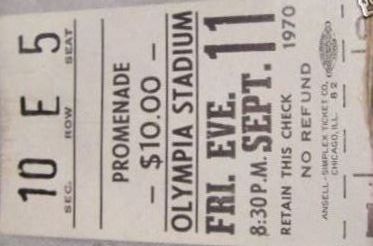 10 E 5
SEC. ROW SEAT
PROMENADE
— $10.00 —
OLYMPIA STADIUM
FRI. EVE.
8:30 P.M. SEPT. 11
RETAIN THIS CHECK 1970
NO REFUND
ANSELL-SIMPLEX TICKET CO.
CHICAGO, ILL. 82